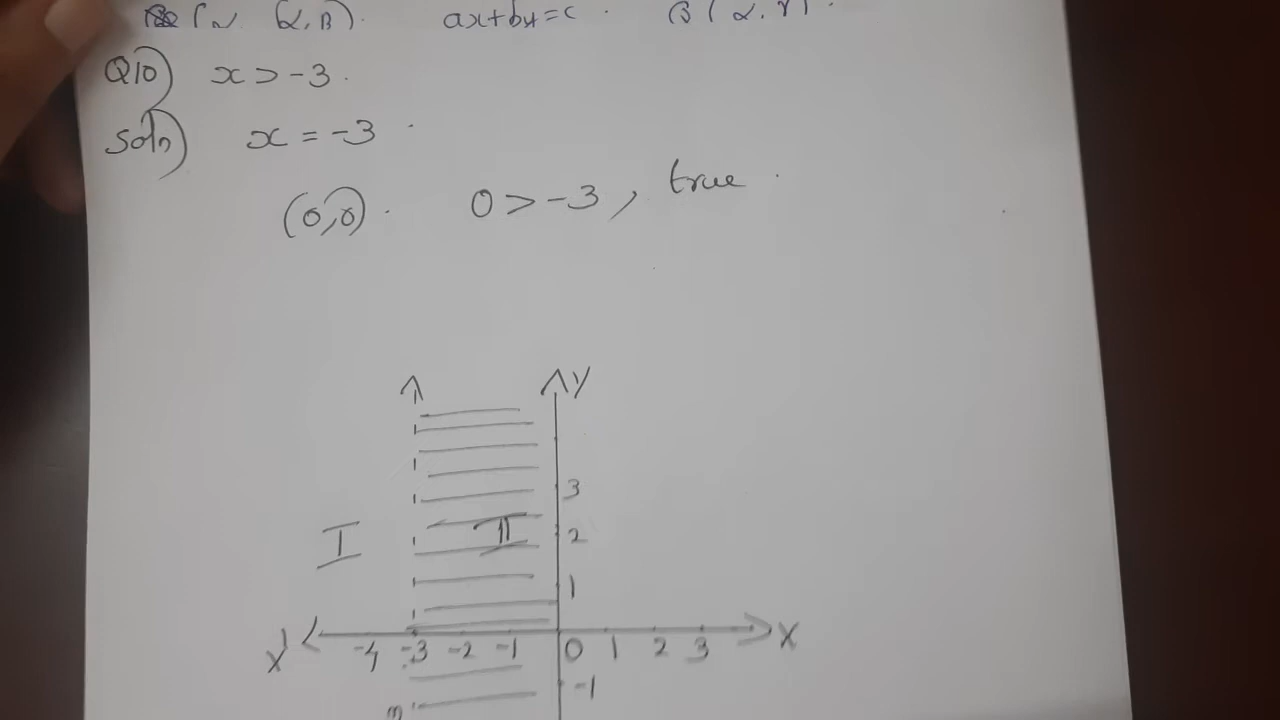 (α, β). ax+by=c. β(α, γ).
Q10) x > -3.
Soln) x = -3.
(0,0). 0 > -3, true.
Y
3
I II 2
1
X' -4 -3 -2 -1 0 1 2 3 X
-1
m